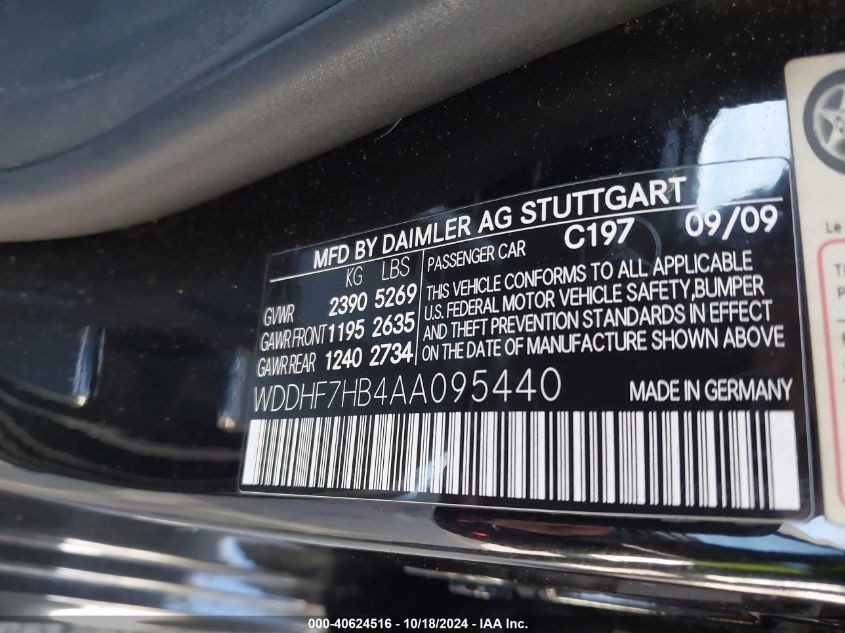 MFD BY DAIMLER AG STUTTGART
KG LBS
GVWR 2390 5269
GAWR FRONT 1195 2635
GAWR REAR 1240 2734
PASSENGER CAR C197 09/09
THIS VEHICLE CONFORMS TO ALL APPLICABLE
U.S. FEDERAL MOTOR VEHICLE SAFETY,BUMPER
AND THEFT PREVENTION STANDARDS IN EFFECT
ON THE DATE OF MANUFACTURE SHOWN ABOVE
WDDHF7HB4AA095440 MADE IN GERMANY
Le
000-40624516 - 10/18/2024 - IAA Inc.